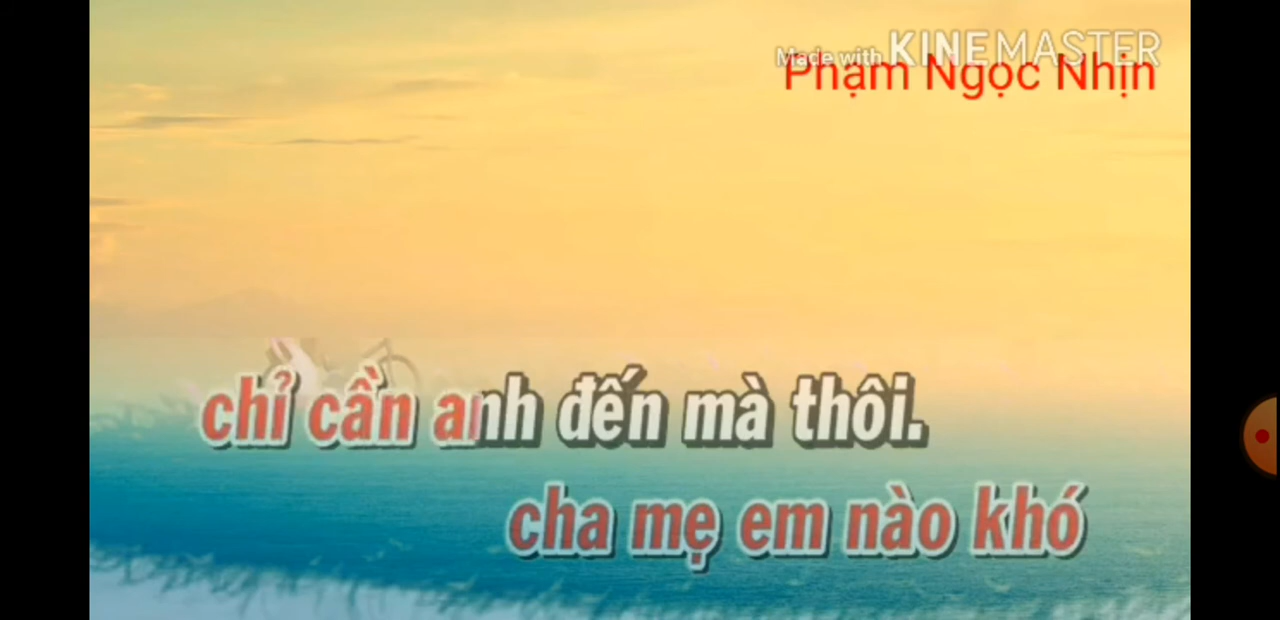 Made with KINEMASTER
Phạm Ngọc Nhịn
chỉ cần anh đến mà thôi.
cha mẹ em nào khó